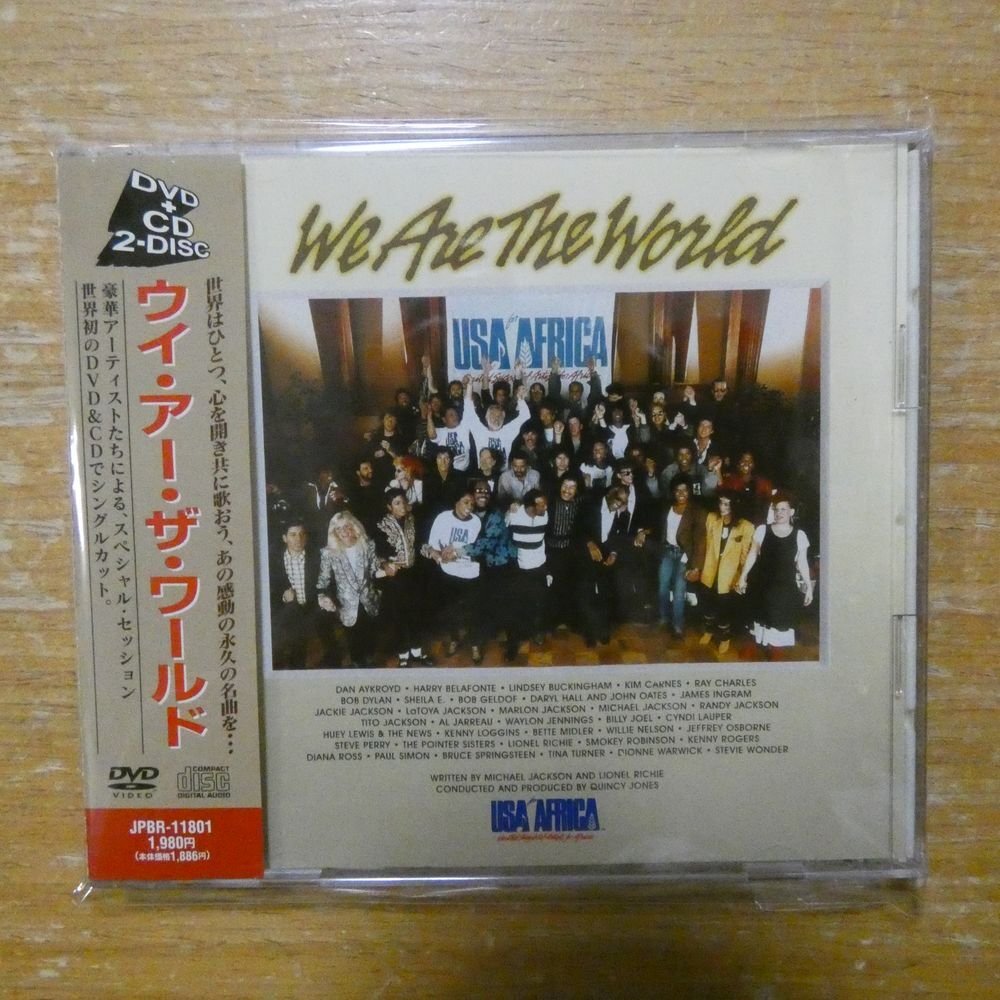 DVD
+
CD
2-DISC
世界はひとつ、心を開き共に歌おう、あの感動の永久の名曲を…
ウイ・アー・ザ・ワールド
豪華アーティストたちによる、スペシャル・セッション
世界初のDVD&CDでシングルカット。
DVD
VIDEO
COMPACT
disc
DIGITAL AUDIO
JPBR-11801
1,980円
(本体価格1,886円)
We Are The World
USA for AFRICA
DAN AYKROYD • HARRY BELAFONTE • LINDSEY BUCKINGHAM • KIM CARNES • RAY CHARLES
BOB DYLAN • SHEILA E. • BOB GELDOF • DARYL HALL AND JOHN OATES • JAMES INGRAM
JACKIE JACKSON • LaTOYA JACKSON • MARLON JACKSON • MICHAEL JACKSON • RANDY JACKSON
TITO JACKSON • AL JARREAU • WAYLON JENNINGS • BILLY JOEL • CYNDI LAUPER
HUEY LEWIS & THE NEWS • KENNY LOGGINS • BETTE MIDLER • WILLIE NELSON • JEFFREY OSBORNE
STEVE PERRY • THE POINTER SISTERS • LIONEL RICHIE • SMOKEY ROBINSON • KENNY ROGERS
DIANA ROSS • PAUL SIMON • BRUCE SPRINGSTEEN • TINA TURNER • DIONNE WARWICK • STEVIE WONDER
WRITTEN BY MICHAEL JACKSON AND LIONEL RICHIE
CONDUCTED AND PRODUCED BY QUINCY JONES
USA for AFRICA